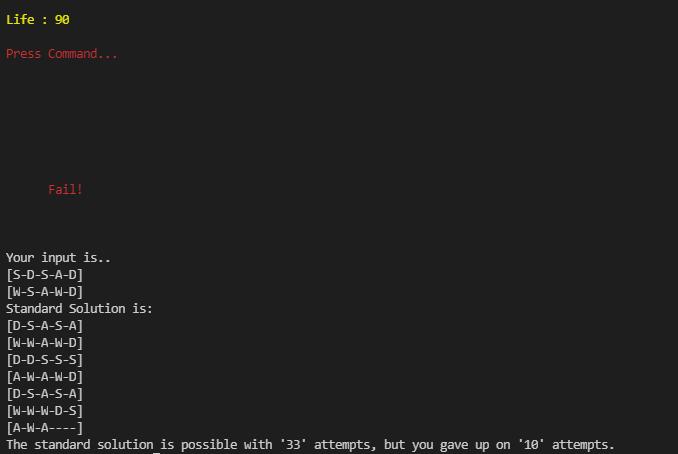 Life : 90
Press Command...
Fail!
Your input is..
[S-D-S-A-D]
[W-S-A-W-D]
Standard Solution is:
[D-S-A-S-A]
[W-W-A-W-D]
[D-D-S-S-S]
[A-W-A-W-D]
[D-S-A-S-A]
[W-W-W-D-S]
[A-W-A----]
The standard solution is possible with '33' attempts, but you gave up on '10' attempts.